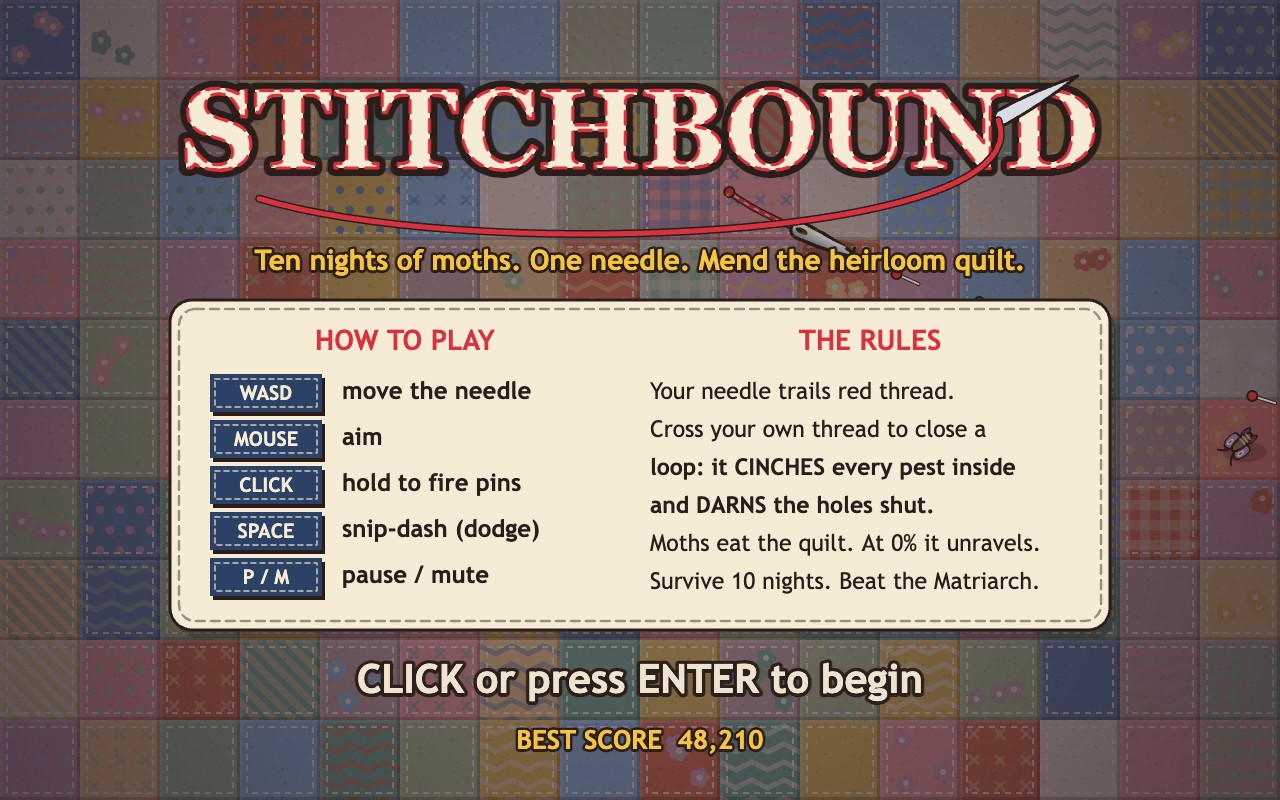 STITCHBOUND
Ten nights of moths. One needle. Mend the heirloom quilt.
HOW TO PLAY
WASD move the needle
MOUSE aim
CLICK hold to fire pins
SPACE snip-dash (dodge)
P / M pause / mute
THE RULES
Your needle trails red thread.
Cross your own thread to close a
loop: it CINCHES every pest inside
and DARNS the holes shut.
Moths eat the quilt. At 0% it unravels.
Survive 10 nights. Beat the Matriarch.
CLICK or press ENTER to begin
BEST SCORE 48,210